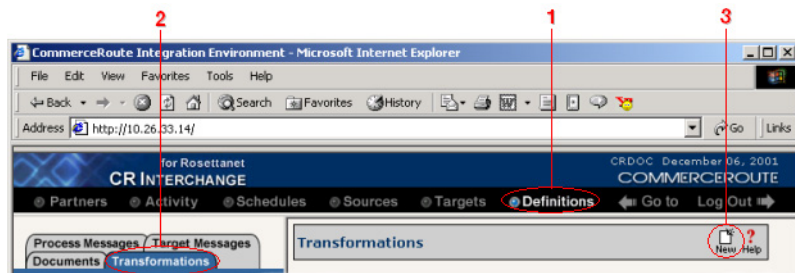 2 1 3
CommerceRoute Integration Environment - Microsoft Internet Explorer
File Edit View Favorites Tools Help
Back Search Favorites History
Address http://10.26.33.14/ Go Links
for Rosettanet CRDOC December 06, 2001
CR INTERCHANGE COMMERCEROUTE
Partners Activity Schedules Sources Targets Definitions Go to Log Out
Process Messages Target Messages
Documents Transformations
Transformations
New Help